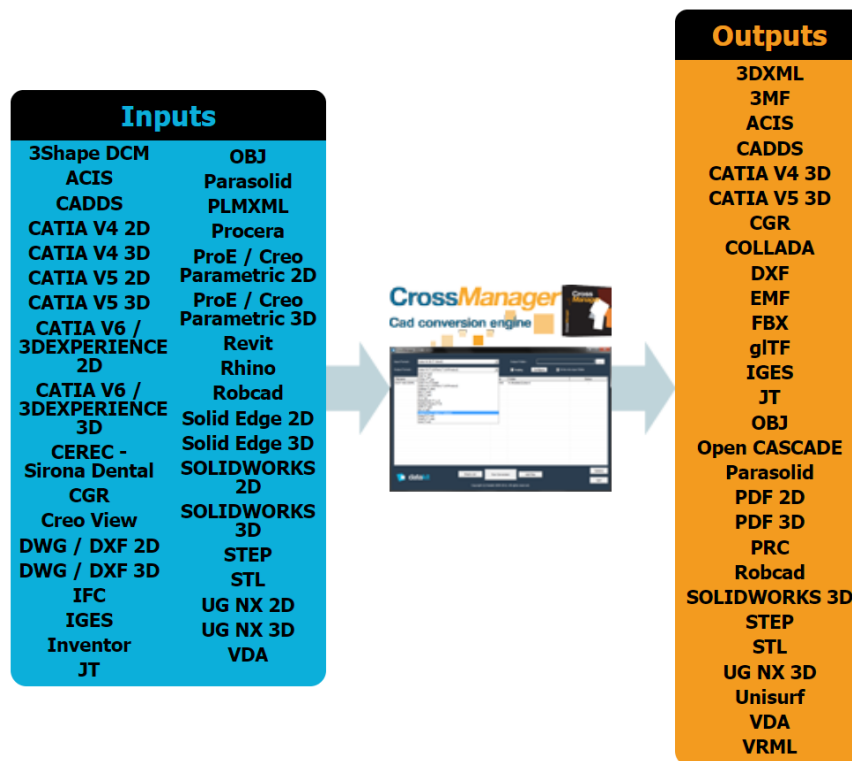 Inputs
3Shape DCM
ACIS
CADDS
CATIA V4 2D
CATIA V4 3D
CATIA V5 2D
CATIA V5 3D
CATIA V6 /
3DEXPERIENCE
2D
CATIA V6 /
3DEXPERIENCE
3D
CEREC -
Sirona Dental
CGR
Creo View
DWG / DXF 2D
DWG / DXF 3D
IFC
IGES
Inventor
JT
OBJ
Parasolid
PLMXML
Procera
ProE / Creo
Parametric 2D
ProE / Creo
Parametric 3D
Revit
Rhino
Robcad
Solid Edge 2D
Solid Edge 3D
SOLIDWORKS
2D
SOLIDWORKS
3D
STEP
STL
UG NX 2D
UG NX 3D
VDA
CrossManager
Cad conversion engine
Outputs
3DXML
3MF
ACIS
CADDS
CATIA V4 3D
CATIA V5 3D
CGR
COLLADA
DXF
EMF
FBX
glTF
IGES
JT
OBJ
Open CASCADE
Parasolid
PDF 2D
PDF 3D
PRC
Robcad
SOLIDWORKS 3D
STEP
STL
UG NX 3D
Unisurf
VDA
VRML